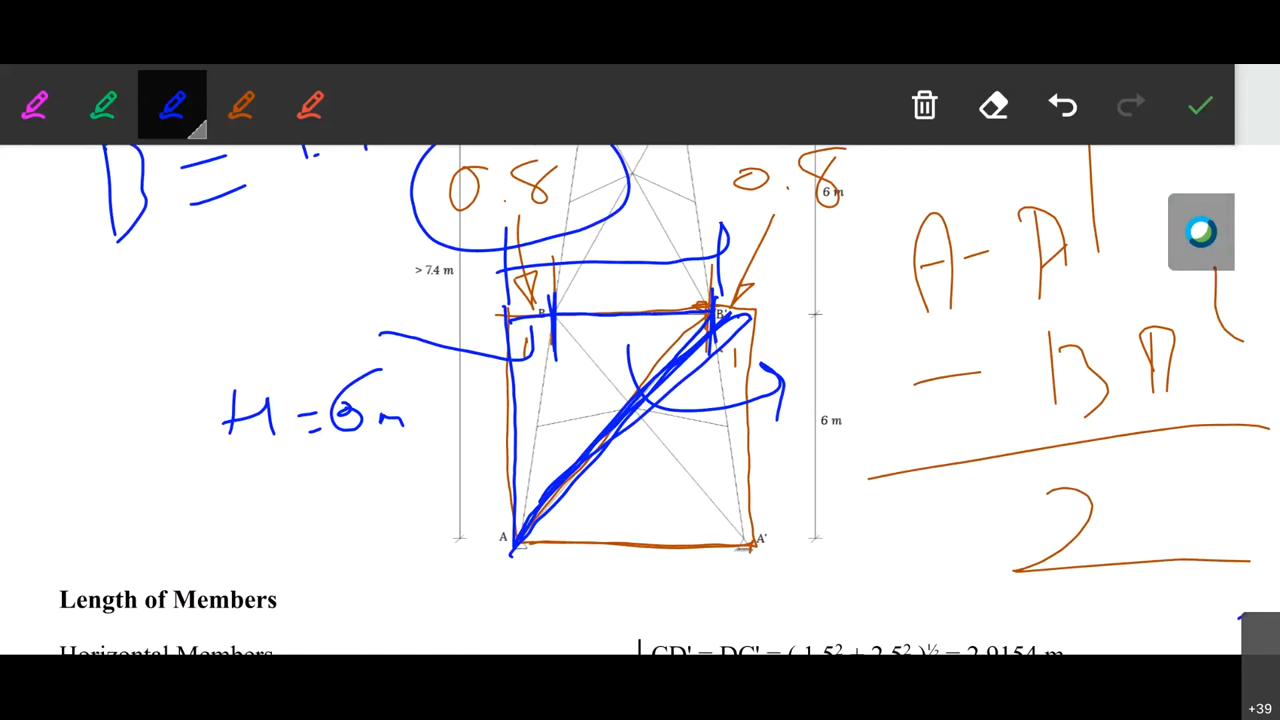 0.8
0.8
6 m
> 7.4 m
B'
H = 6 m
6 m
A
A'
2
Length of Members
Horizontal Members
CD' = DC' = ( 1.5² + 2.5² )^½ = 2.9154 m
+39